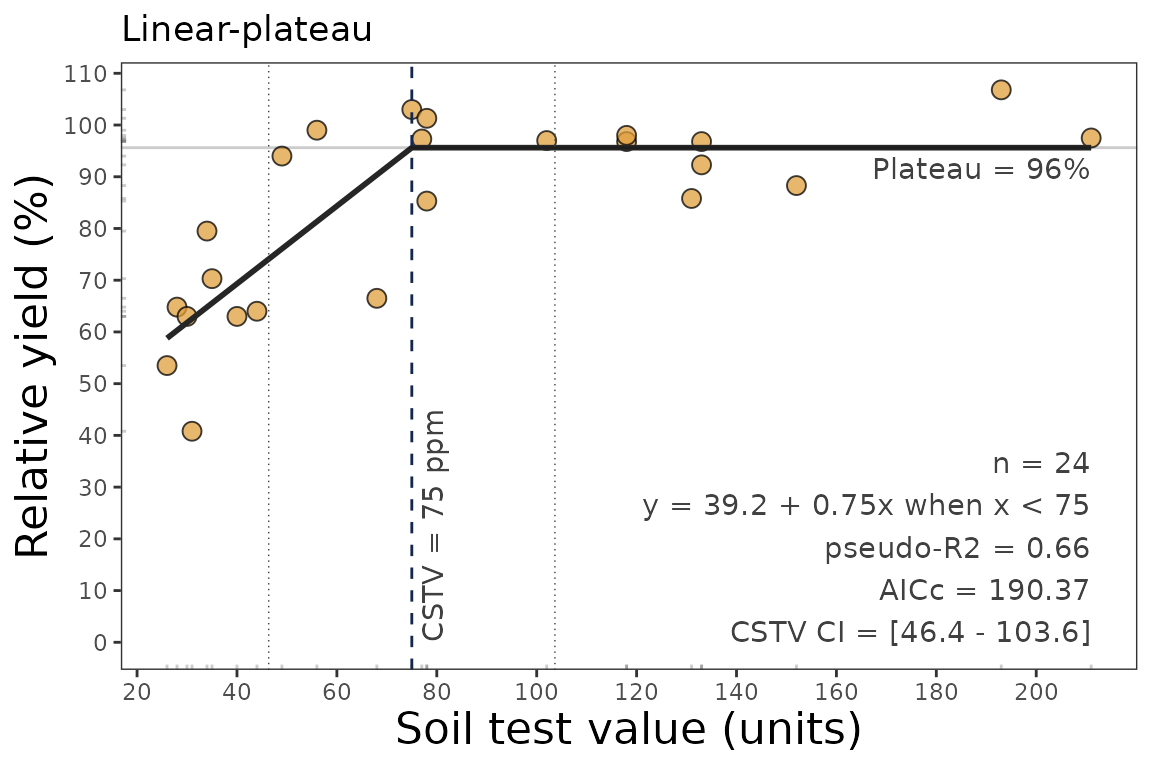 Linear-plateau
Relative yield (%)
110
100
90
80
70
60
50
40
30
20
10
0
Plateau = 96%
CSTV = 75 ppm
n = 24
y = 39.2 + 0.75x when x < 75
pseudo-R2 = 0.66
AICc = 190.37
CSTV CI = [46.4 - 103.6]
20 40 60 80 100 120 140 160 180 200
Soil test value (units)